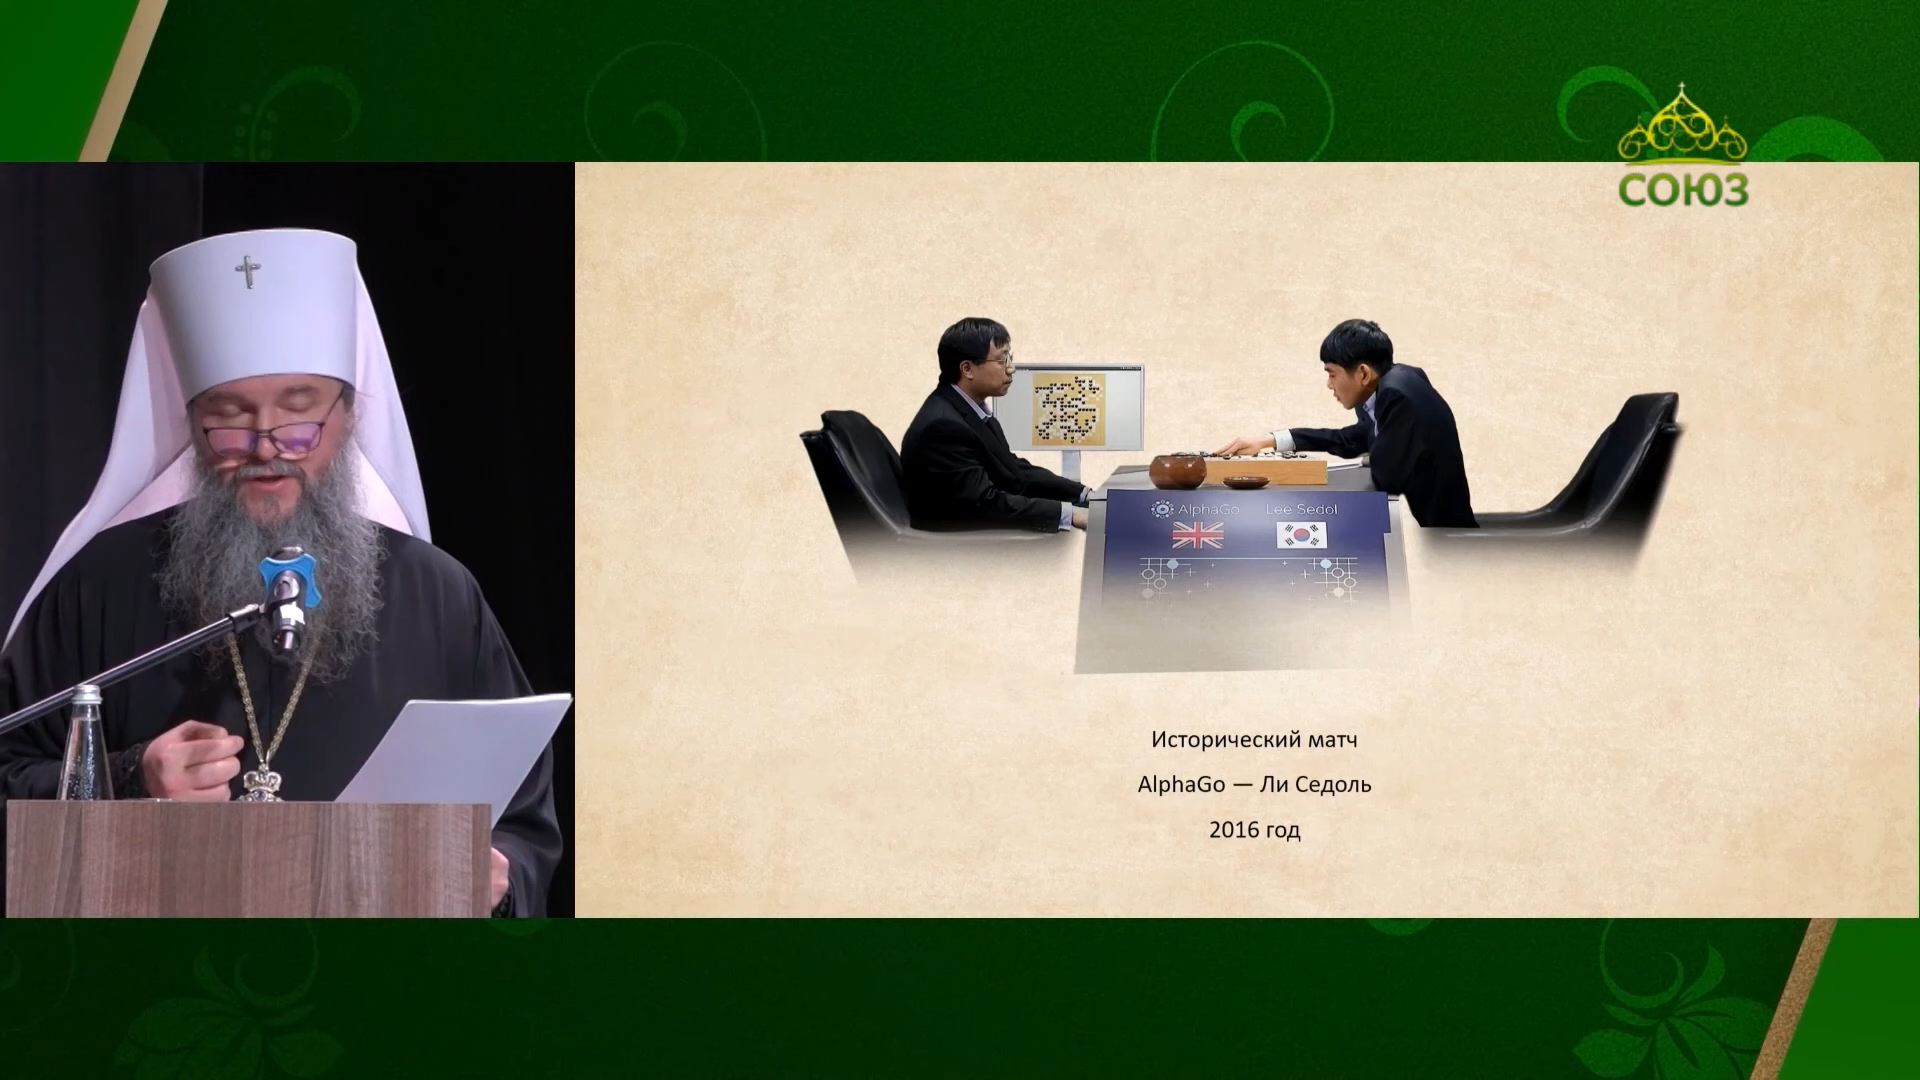 СОЮЗ
AlphaGo Lee Sedol
Исторический матч
AlphaGo — Ли Седоль
2016 год